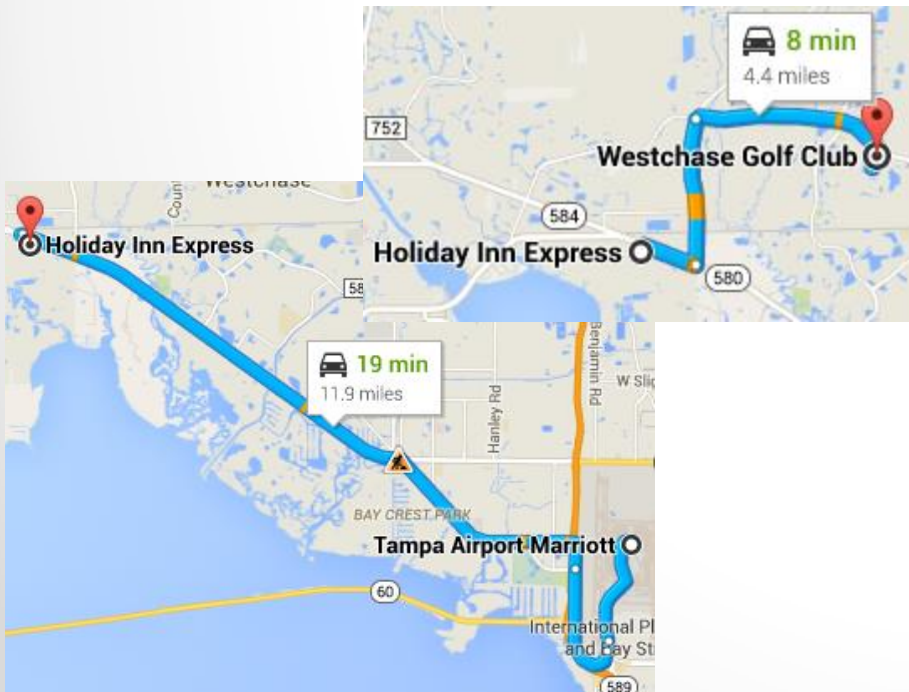 8 min
4.4 miles
752
Westchase Golf Club
584
Holiday Inn Express
580
Westchase
Holiday Inn Express
58
19 min
11.9 miles
Hanley Rd
Benjamin Rd
BAY CREST PARK
Tampa Airport Marriott
60
International Pl
and Bay St
589